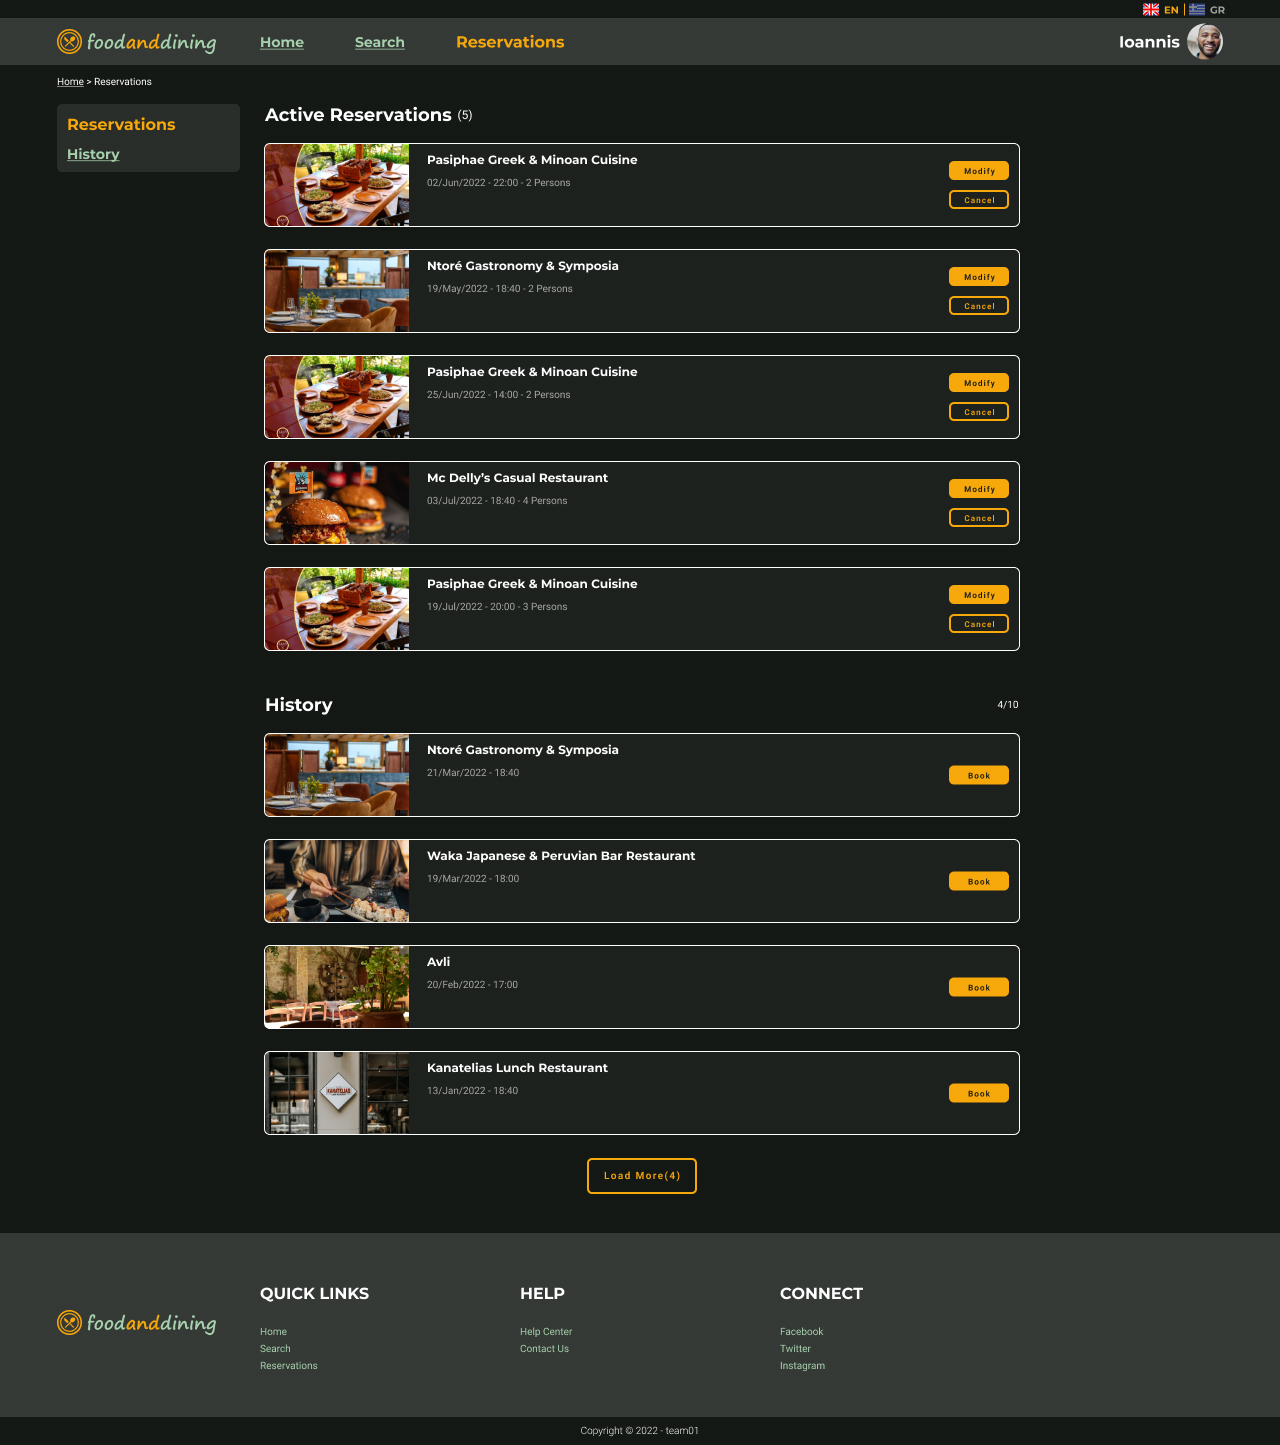 EN | GR
foodanddining
Home
Search
Reservations
Ioannis
Home > Reservations
Reservations
History
Active Reservations (5)
Pasiphae Greek & Minoan Cuisine
02/Jun/2022 - 22:00 - 2 Persons
Modify
Cancel
Ntoré Gastronomy & Symposia
19/May/2022 - 18:40 - 2 Persons
Modify
Cancel
Pasiphae Greek & Minoan Cuisine
25/Jun/2022 - 14:00 - 2 Persons
Modify
Cancel
Mc Delly’s Casual Restaurant
03/Jul/2022 - 18:40 - 4 Persons
Modify
Cancel
Pasiphae Greek & Minoan Cuisine
19/Jul/2022 - 20:00 - 3 Persons
Modify
Cancel
History
4/10
Ntoré Gastronomy & Symposia
21/Mar/2022 - 18:40
Book
Waka Japanese & Peruvian Bar Restaurant
19/Mar/2022 - 18:00
Book
Avli
20/Feb/2022 - 17:00
Book
KANATELIAS
Kanatelias Lunch Restaurant
13/Jan/2022 - 18:40
Book
Load More(4)
foodanddining
QUICK LINKS
Home
Search
Reservations
HELP
Help Center
Contact Us
CONNECT
Facebook
Twitter
Instagram
Copyright © 2022 - team01